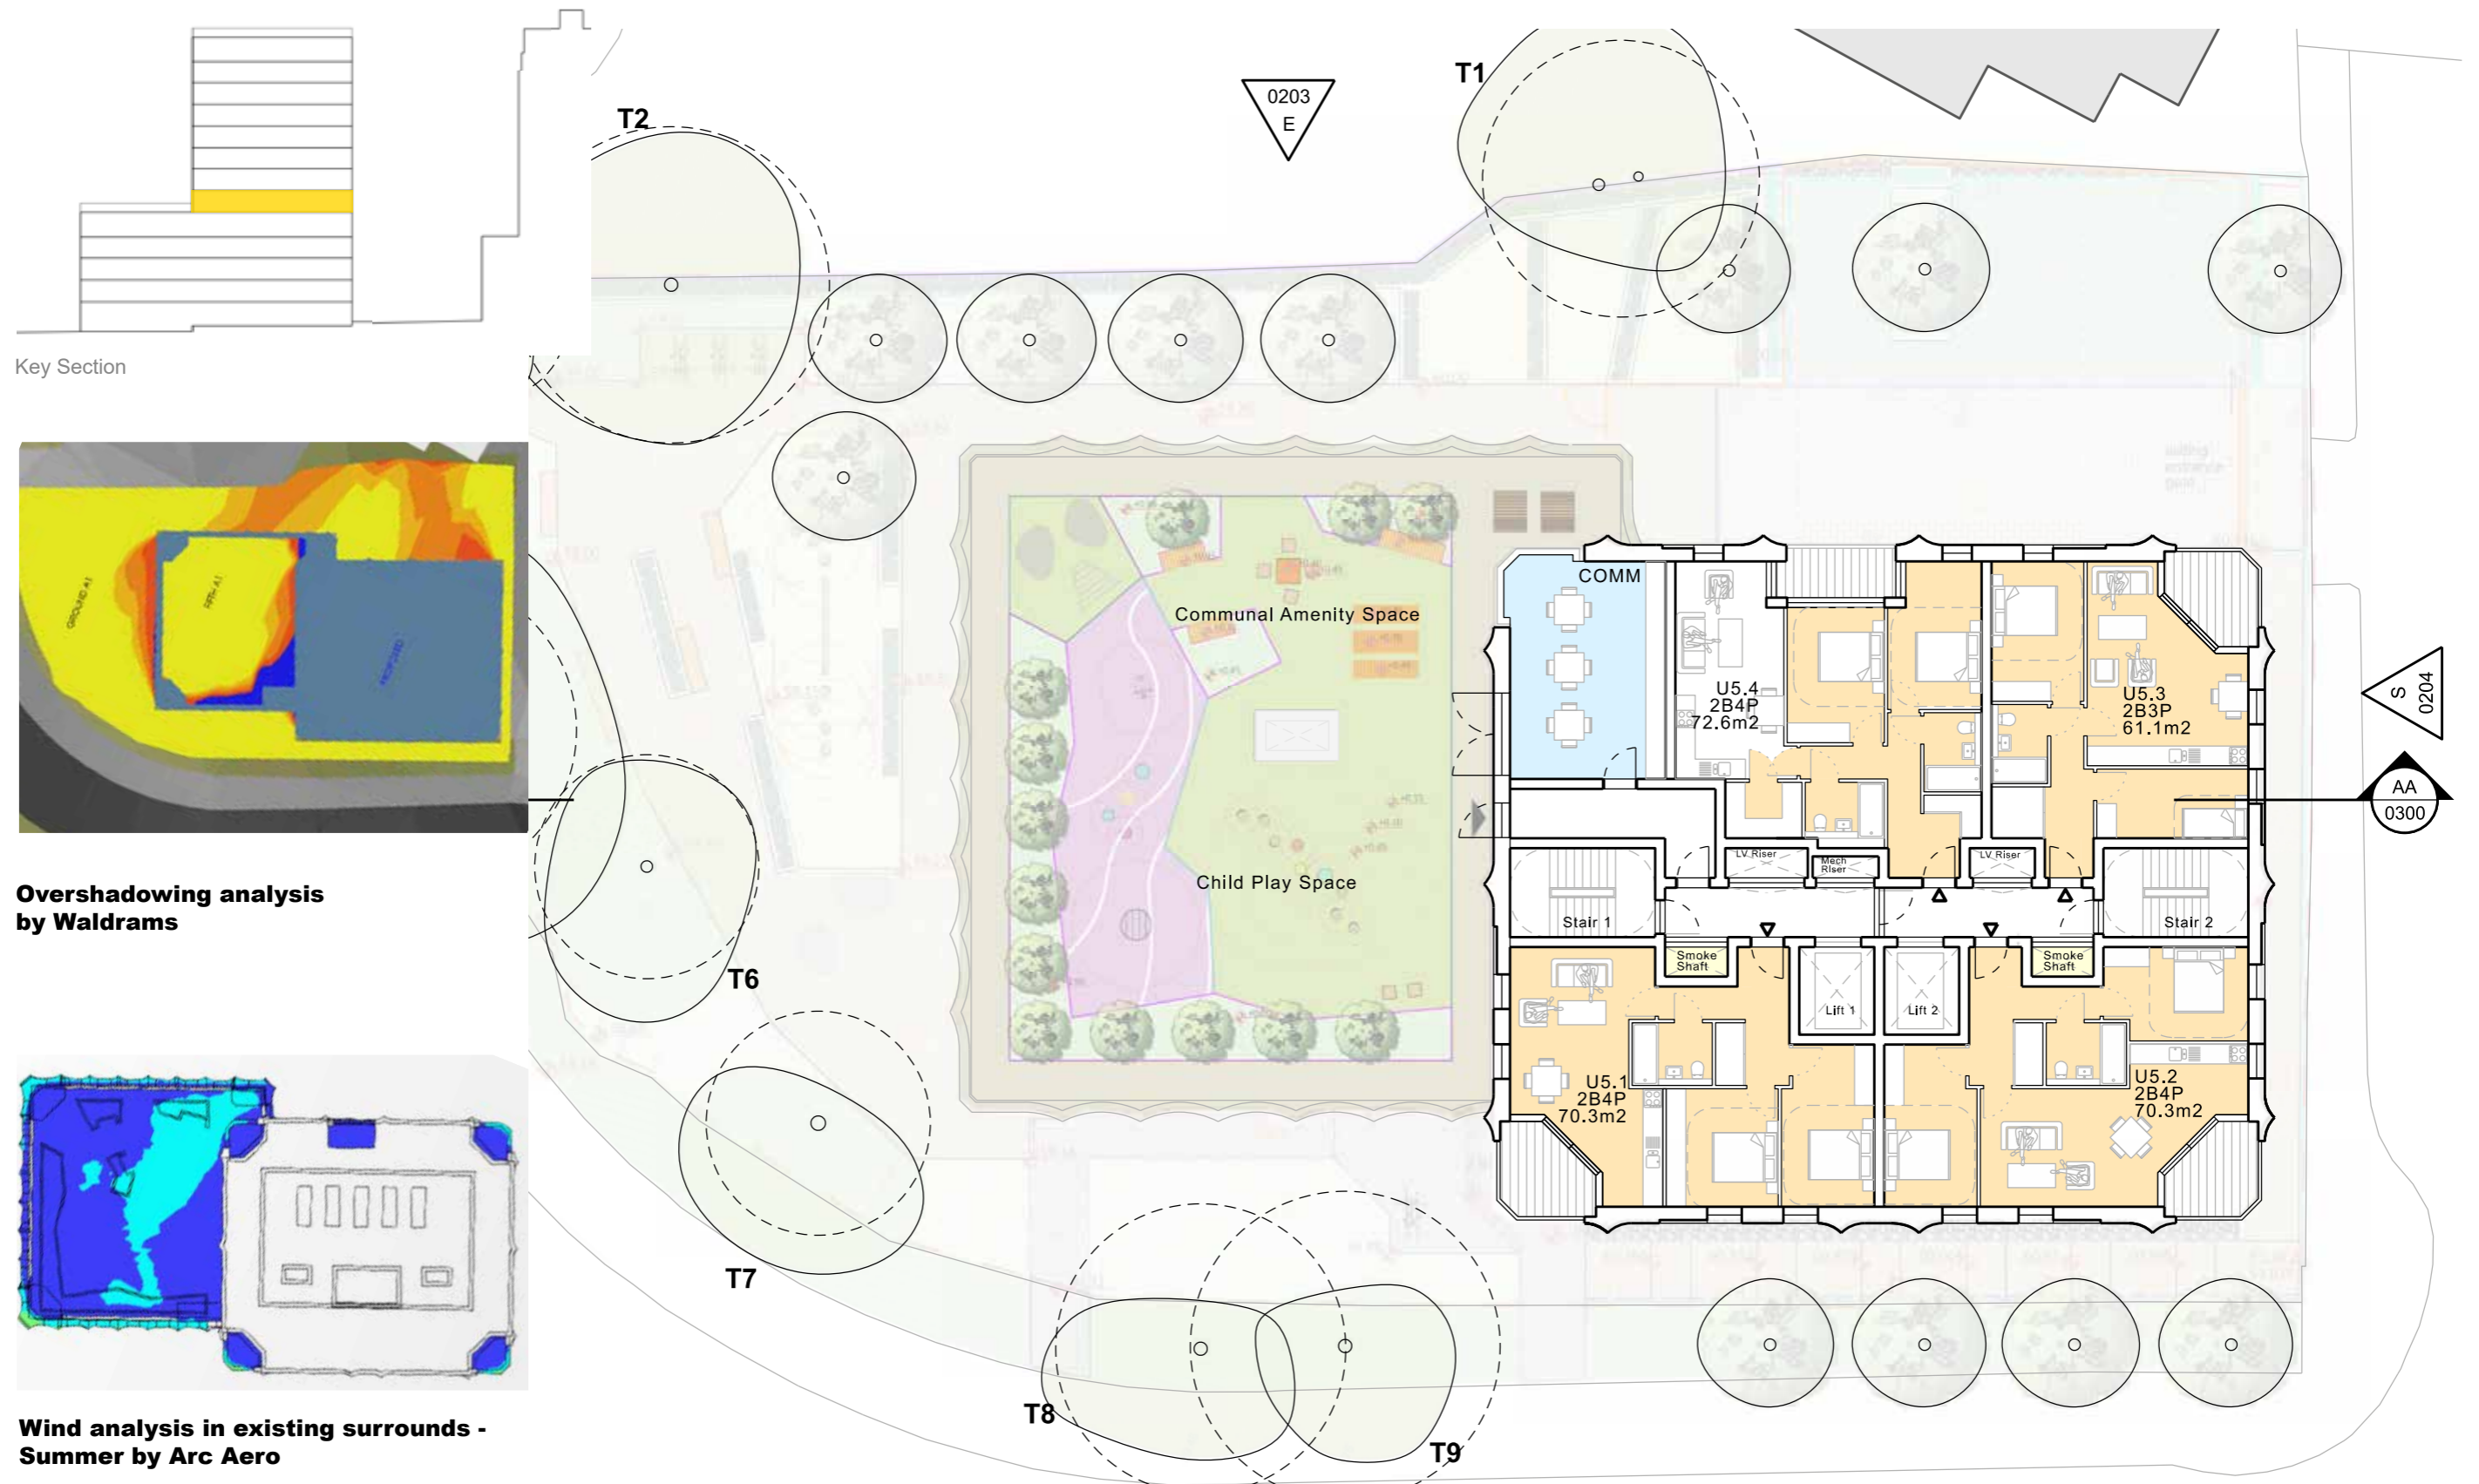 Key Section
Overshadowing analysis
by Waldrams
Wind analysis in existing surrounds -
Summer by Arc Aero
T2
0203
E
T1
T6
T7
T8
T9
Communal Amenity Space
Child Play Space
COMM
U5.4
2B4P
72.6m2
U5.3
2B3P
61.1m2
S
0204
AA
0300
LV Riser
Mech
Riser
LV Riser
Stair 1
Stair 2
Smoke
Shaft
Smoke
Shaft
Lift 1
Lift 2
U5.1
2B4P
70.3m2
U5.2
2B4P
70.3m2